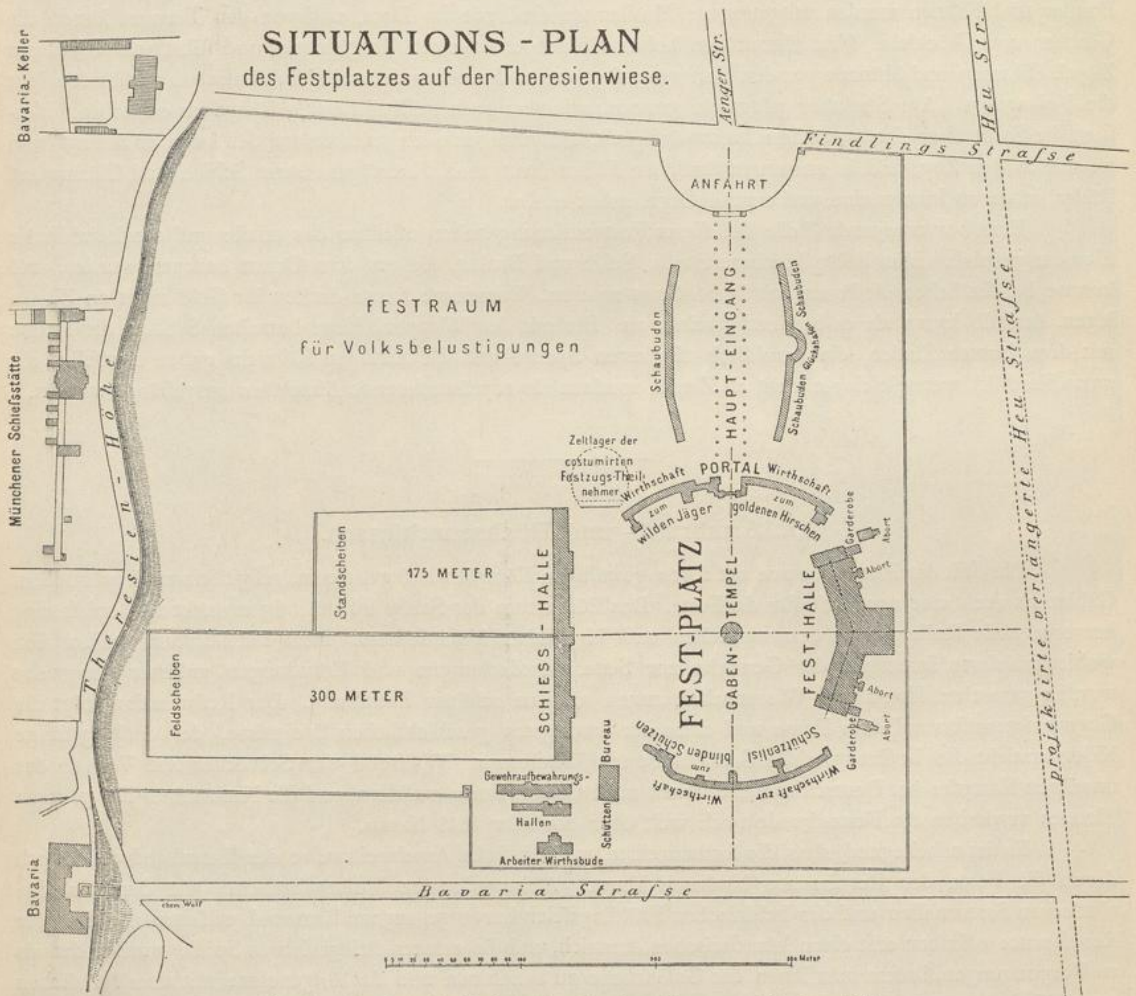 SITUATIONS - PLAN
des Festplatzes auf der Theresienwiese.
Bavaria.-Keller
Aenger Str.
Heu Str.
Findlings Straſse
ANFAHRT
FESTRAUM
für Volksbelustigungen
Münchener Schieſsstätte
Theresien-Höhe
Schaubuden
HAUPT-EINGANG
Schaubuden Glückshafen Schaubuden
projektirte verlängerte Heu Straſse
Zeltlager der
costumirten
Festzugs-Theil-
nehmer
PORTAL
Wirthschaft
zum
wilden Jäger
Wirthschaft
zum
goldenen Hirschen
Garderobe
Abort
Abort
Standscheiben
175 METER
SCHIESS-HALLE
FEST-PLATZ
GABEN-TEMPEL
FEST-HALLE
Feldscheiben
300 METER
Abort
Abort
Garderobe
Wirthschaft
zum
blinden Schützen
Wirthschaft zur
Schützenlisl
Gewehraufbewahrungs-
Hallen
Schützen Bureau
Arbeiter-Wirthsbude
Bavaria
Bavaria Straſse
300 Meter